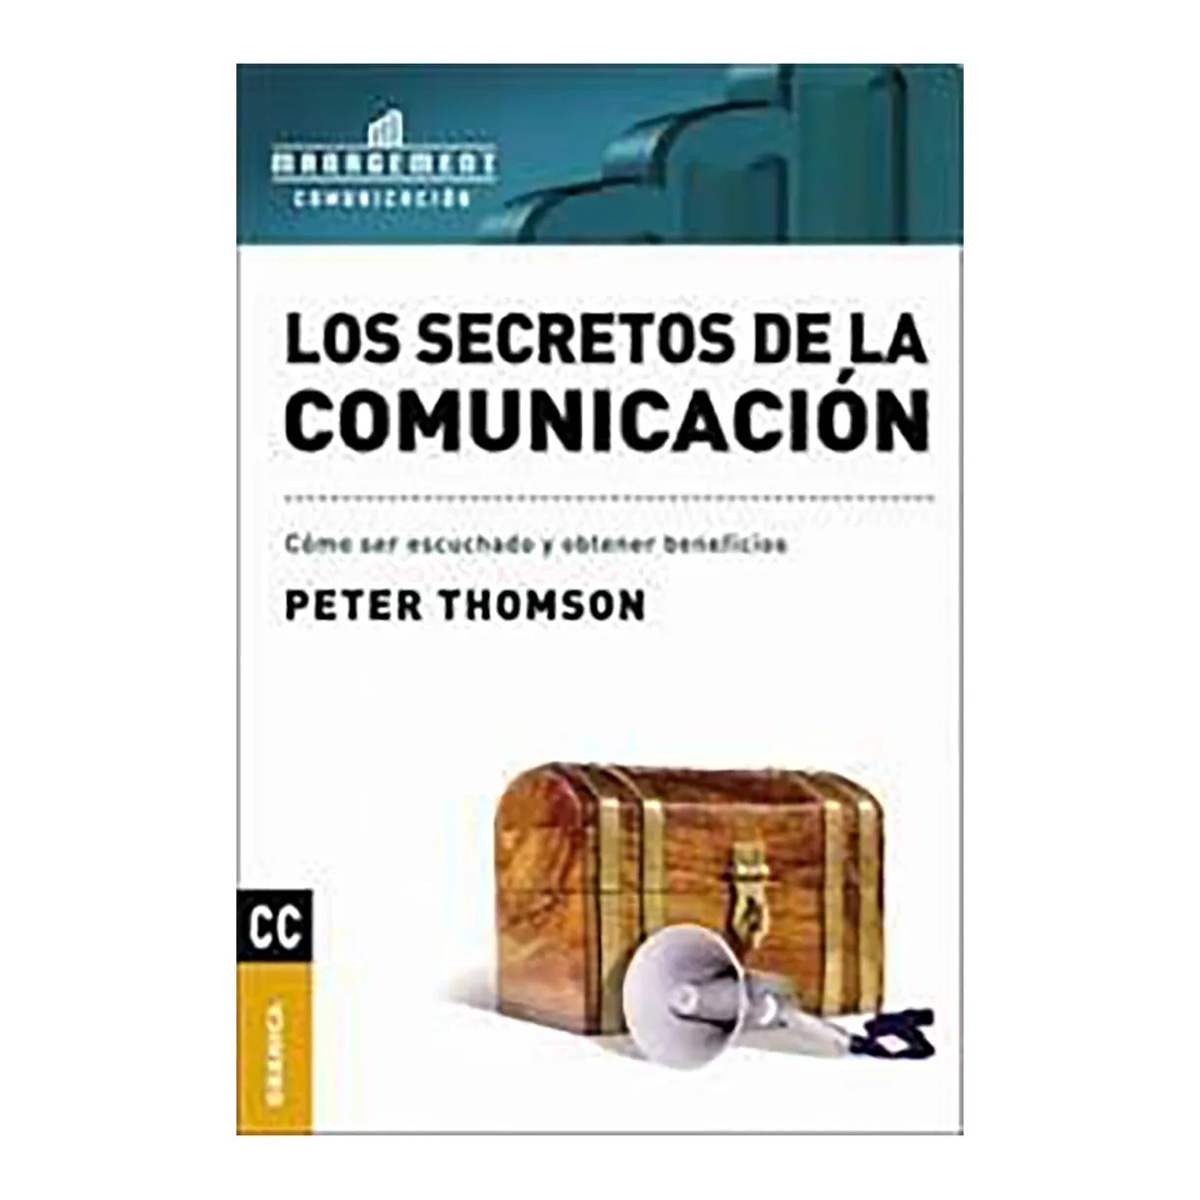 MANAGEMENT
COMUNICACIÓN
LOS SECRETOS DE LA
COMUNICACIÓN
Cómo ser escuchado y obtener beneficios
PETER THOMSON
CC
GRANICA